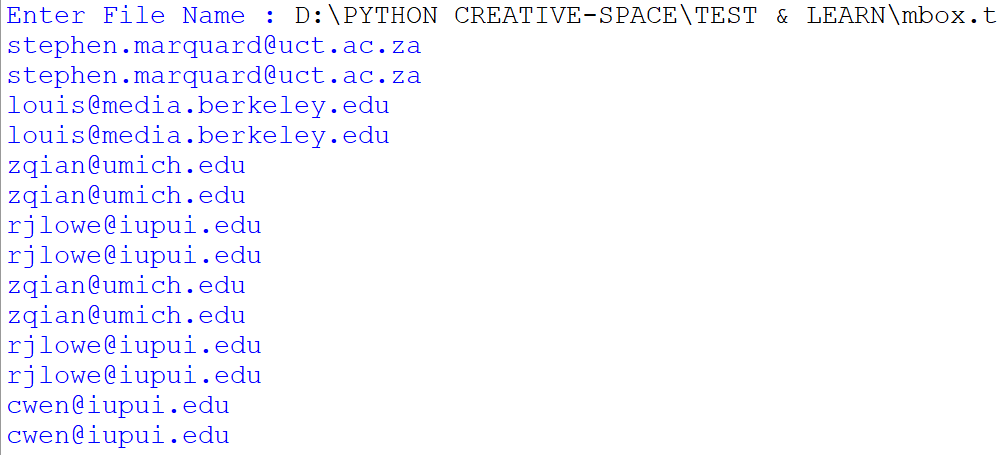 Enter File Name : D:\PYTHON CREATIVE-SPACE\TEST & LEARN\mbox.t
stephen.marquard@uct.ac.za
stephen.marquard@uct.ac.za
louis@media.berkeley.edu
louis@media.berkeley.edu
zqian@umich.edu
zqian@umich.edu
rjlowe@iupui.edu
rjlowe@iupui.edu
zqian@umich.edu
zqian@umich.edu
rjlowe@iupui.edu
rjlowe@iupui.edu
cwen@iupui.edu
cwen@iupui.edu